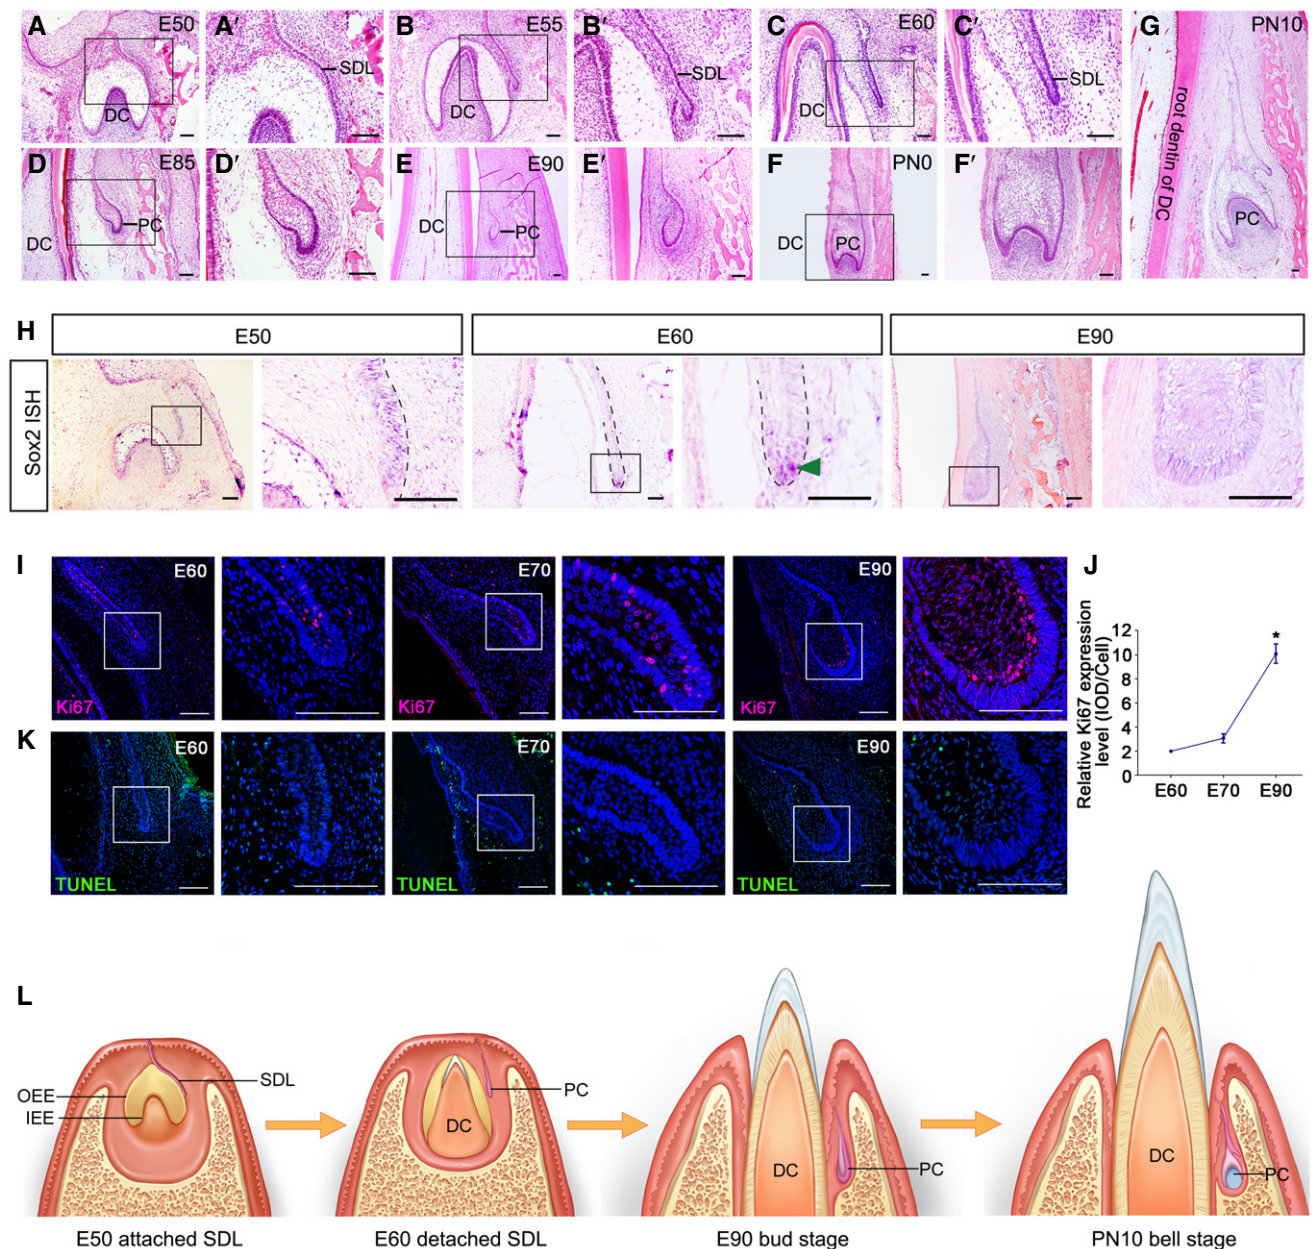 A E50 DC
A′ SDL
B E55 DC
B′ SDL
C E60 DC
C′ SDL
G PN10 root dentin of DC PC
D E85 DC PC
D′
E E90 DC PC
E′
F PN0 DC PC
F′
H
E50
E60
E90
Sox2 ISH
I
E60 Ki67
E70 Ki67
E90 Ki67
J
Relative Ki67 expression
level (IOD/Cell)
12
10
8
6
4
2
0
*
E60 E70 E90
K
E60 TUNEL
E70 TUNEL
E90 TUNEL
L
OEE
IEE
SDL
E50 attached SDL
DC
PC
E60 detached SDL
DC
PC
E90 bud stage
DC
PC
PN10 bell stage